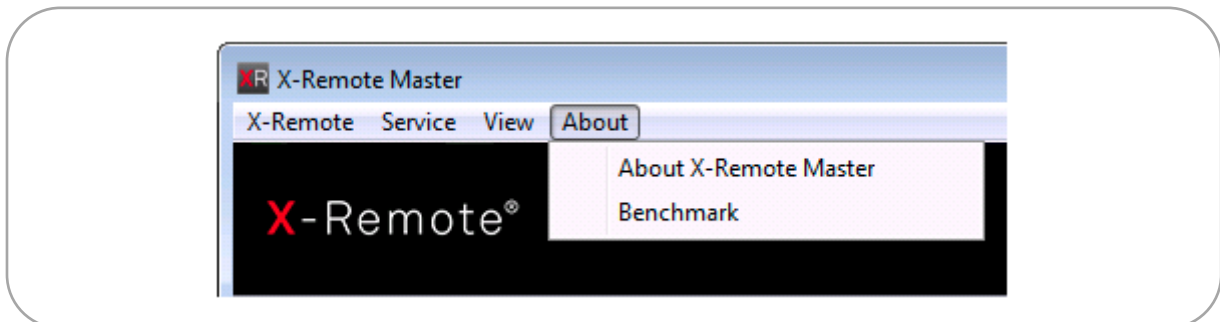 XR X-Remote Master
X-Remote Service View About
About X-Remote Master
X-Remote®
Benchmark